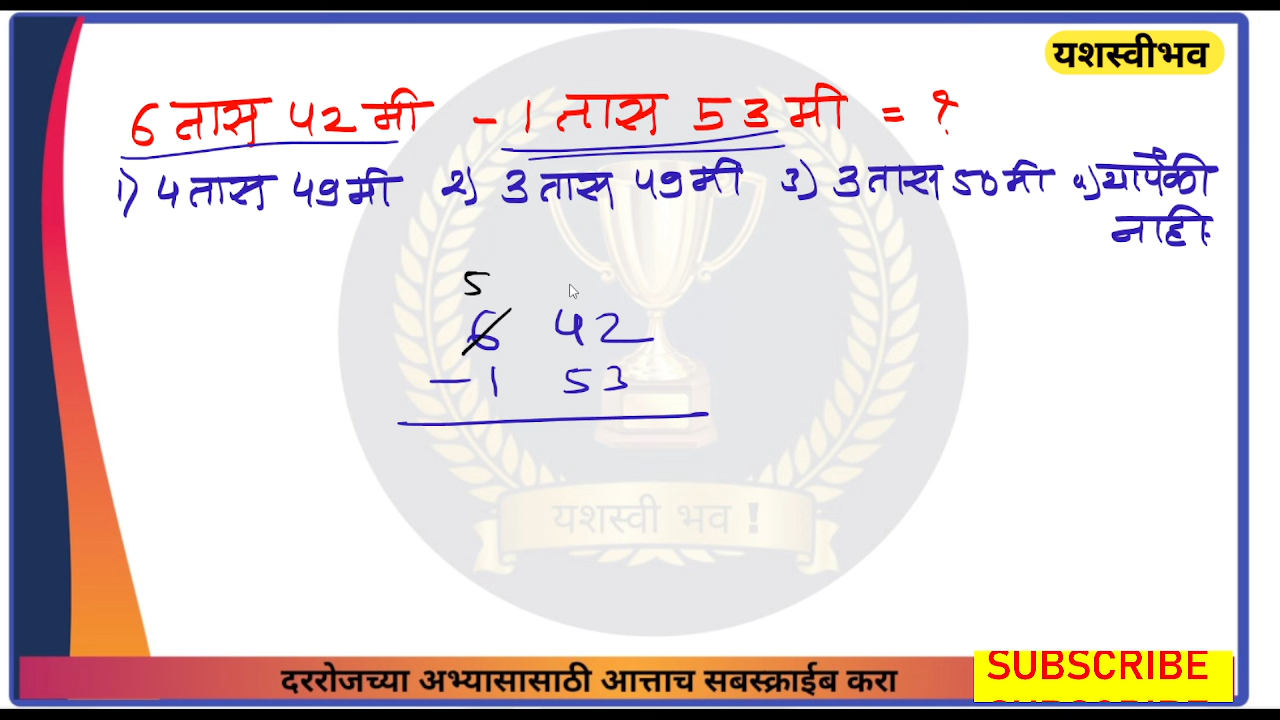 यशस्वीभव
6 तास 42 मी - 1 तास 53 मी = ?
1) 4 तास 49 मी 2) 3 तास 49 मी 3) 3 तास 50 मी 4) यापैकी
नाही.
5
6 42
- 1 53
यशस्वी भव !
दररोजच्या अभ्यासासाठी आत्ताच सबस्क्राईब करा
SUBSCRIBE
SUBSCRIBE